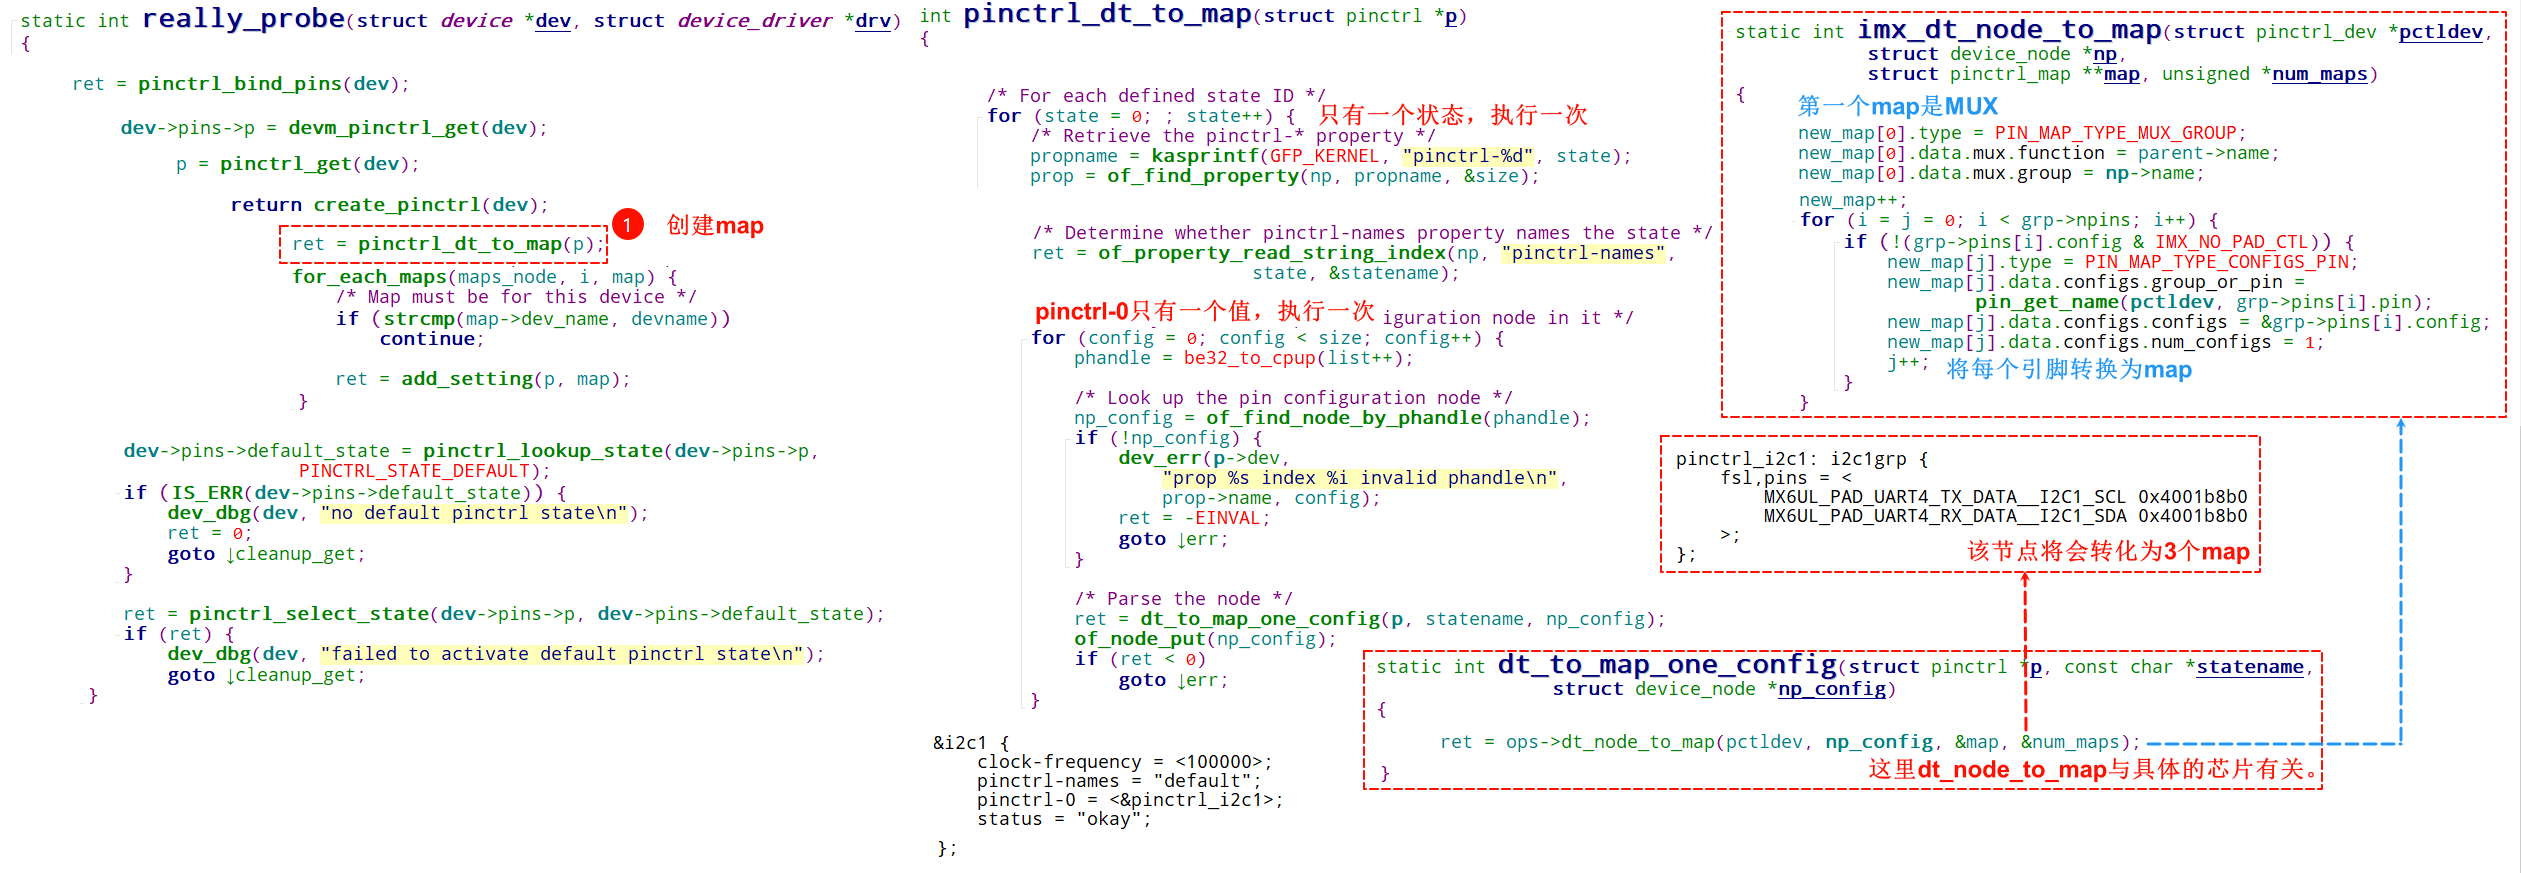 static int really_probe(struct device *dev, struct device_driver *drv)
{
ret = pinctrl_bind_pins(dev);
dev->pins->p = devm_pinctrl_get(dev);
p = pinctrl_get(dev);
return create_pinctrl(dev);
ret = pinctrl_dt_to_map(p);
1 创建map
for_each_maps(maps_node, i, map) {
/* Map must be for this device */
if (strcmp(map->dev_name, devname))
continue;
ret = add_setting(p, map);
}
dev->pins->default_state = pinctrl_lookup_state(dev->pins->p,
PINCTRL_STATE_DEFAULT);
if (IS_ERR(dev->pins->default_state)) {
dev_dbg(dev, "no default pinctrl state\n");
ret = 0;
goto ↓cleanup_get;
}
ret = pinctrl_select_state(dev->pins->p, dev->pins->default_state);
if (ret) {
dev_dbg(dev, "failed to activate default pinctrl state\n");
goto ↓cleanup_get;
}
int pinctrl_dt_to_map(struct pinctrl *p)
{
/* For each defined state ID */
for (state = 0; ; state++) { 只有一个状态，执行一次
/* Retrieve the pinctrl-* property */
propname = kasprintf(GFP_KERNEL, "pinctrl-%d", state);
prop = of_find_property(np, propname, &size);
/* Determine whether pinctrl-names property names the state */
ret = of_property_read_string_index(np, "pinctrl-names",
state, &statename);
pinctrl-0只有一个值，执行一次 iguration node in it */
for (config = 0; config < size; config++) {
phandle = be32_to_cpup(list++);
/* Look up the pin configuration node */
np_config = of_find_node_by_phandle(phandle);
if (!np_config) {
dev_err(p->dev,
"prop %s index %i invalid phandle\n",
prop->name, config);
ret = -EINVAL;
goto ↓err;
}
/* Parse the node */
ret = dt_to_map_one_config(p, statename, np_config);
of_node_put(np_config);
if (ret < 0)
goto ↓err;
}
&i2c1 {
clock-frequency = <100000>;
pinctrl-names = "default";
pinctrl-0 = <&pinctrl_i2c1>;
status = "okay";
};
static int imx_dt_node_to_map(struct pinctrl_dev *pctldev,
struct device_node *np,
struct pinctrl_map **map, unsigned *num_maps)
{
第一个map是MUX
new_map[0].type = PIN_MAP_TYPE_MUX_GROUP;
new_map[0].data.mux.function = parent->name;
new_map[0].data.mux.group = np->name;
new_map++;
for (i = j = 0; i < grp->npins; i++) {
if (!(grp->pins[i].config & IMX_NO_PAD_CTL)) {
new_map[j].type = PIN_MAP_TYPE_CONFIGS_PIN;
new_map[j].data.configs.group_or_pin =
pin_get_name(pctldev, grp->pins[i].pin);
new_map[j].data.configs.configs = &grp->pins[i].config;
new_map[j].data.configs.num_configs = 1;
j++; 将每个引脚转换为map
}
}
pinctrl_i2c1: i2c1grp {
fsl,pins = <
MX6UL_PAD_UART4_TX_DATA__I2C1_SCL 0x4001b8b0
MX6UL_PAD_UART4_RX_DATA__I2C1_SDA 0x4001b8b0
>;
}; 该节点将会转化为3个map
static int dt_to_map_one_config(struct pinctrl *p, const char *statename,
struct device_node *np_config)
{
ret = ops->dt_node_to_map(pctldev, np_config, &map, &num_maps);
这里dt_node_to_map与具体的芯片有关。
}